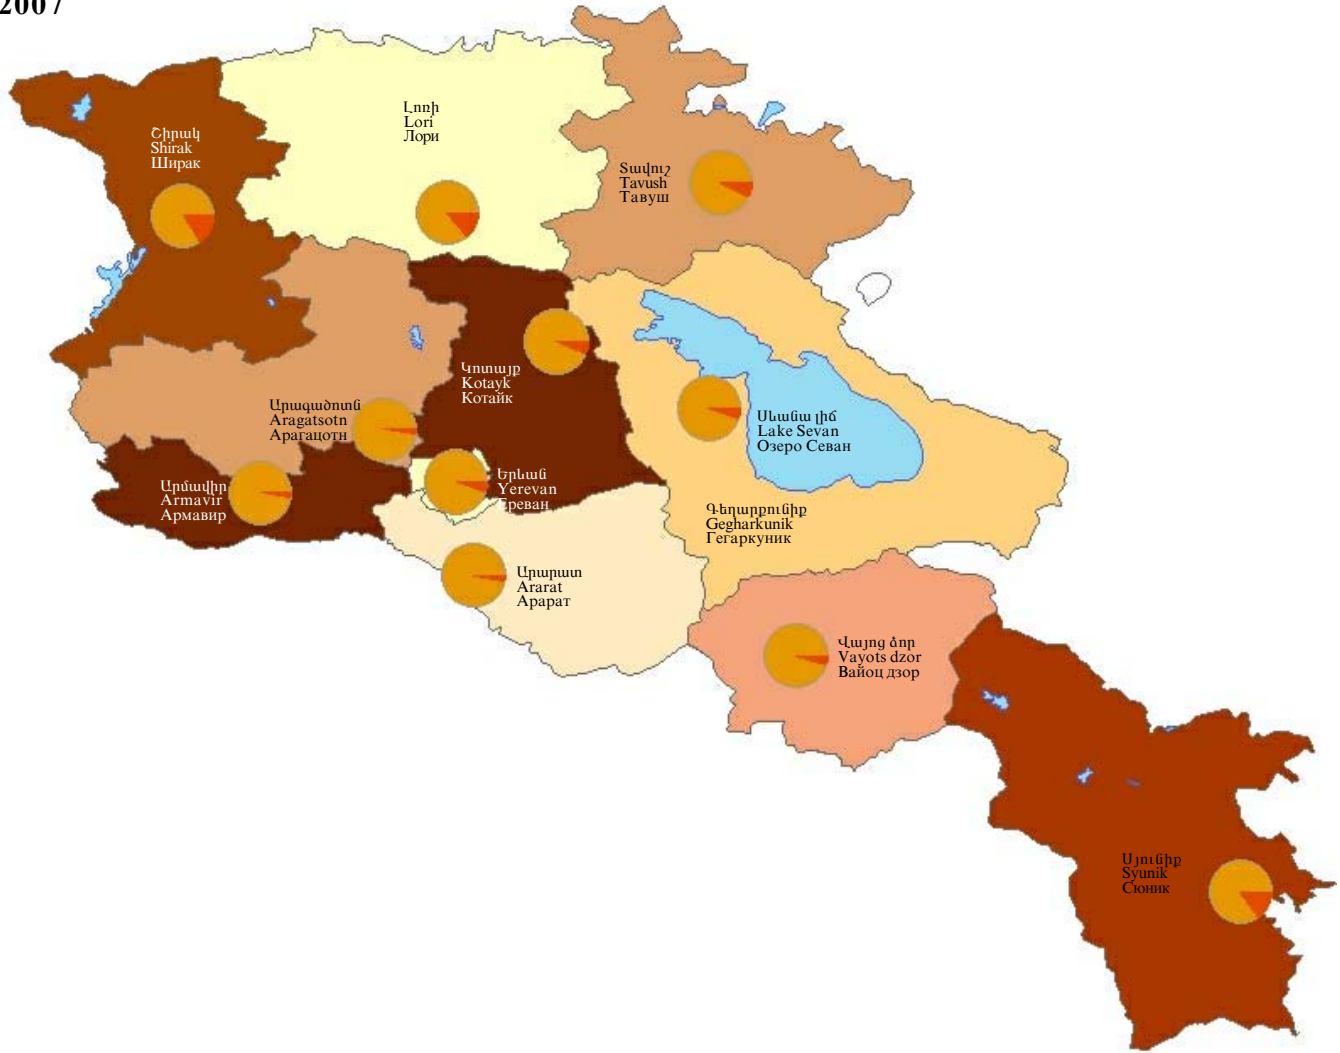 2007
Լոռի
Lori
Лори
Շիրակ
Shirak
Ширак
Տավուշ
Tavush
Тавуш
Կոտայք
Kotayk
Котайк
Արագածոտն
Aragatsotn
Арагацотн
Սևանա լիճ
Lake Sevan
Озеро Севан
Երևան
Yerevan
Ереван
Արմավիր
Armavir
Армавир
Գեղարքունիք
Gegharkunik
Гегаркуник
Արարատ
Ararat
Арарат
Վայոց ձոր
Vayots dzor
Вайоц дзор
Սյունիք
Syunik
Сюник